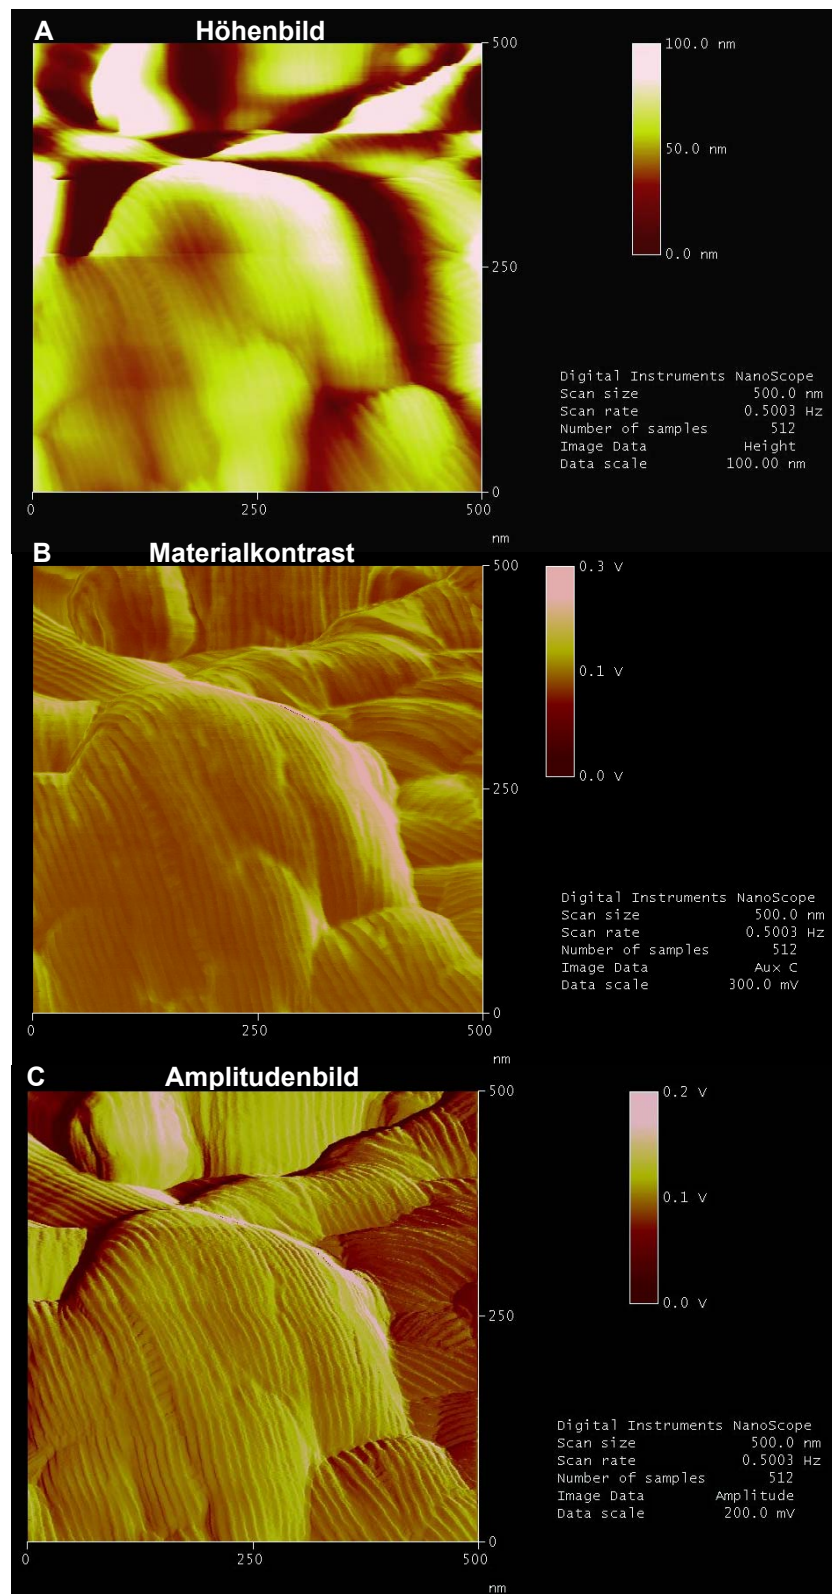 A Höhenbild
500
250
0
0 250 500
nm
100.0 nm
50.0 nm
0.0 nm
Digital Instruments NanoScope
Scan size 500.0 nm
Scan rate 0.5003 Hz
Number of samples 512
Image Data Height
Data scale 100.00 nm
B Materialkontrast
500
250
0
0 250 500
nm
0.3 V
0.1 V
0.0 V
Digital Instruments NanoScope
Scan size 500.0 nm
Scan rate 0.5003 Hz
Number of samples 512
Image Data Aux C
Data scale 300.0 mV
C Amplitudenbild
500
250
0
0 250 500
nm
0.2 V
0.1 V
0.0 V
Digital Instruments NanoScope
Scan size 500.0 nm
Scan rate 0.5003 Hz
Number of samples 512
Image Data Amplitude
Data scale 200.0 mV